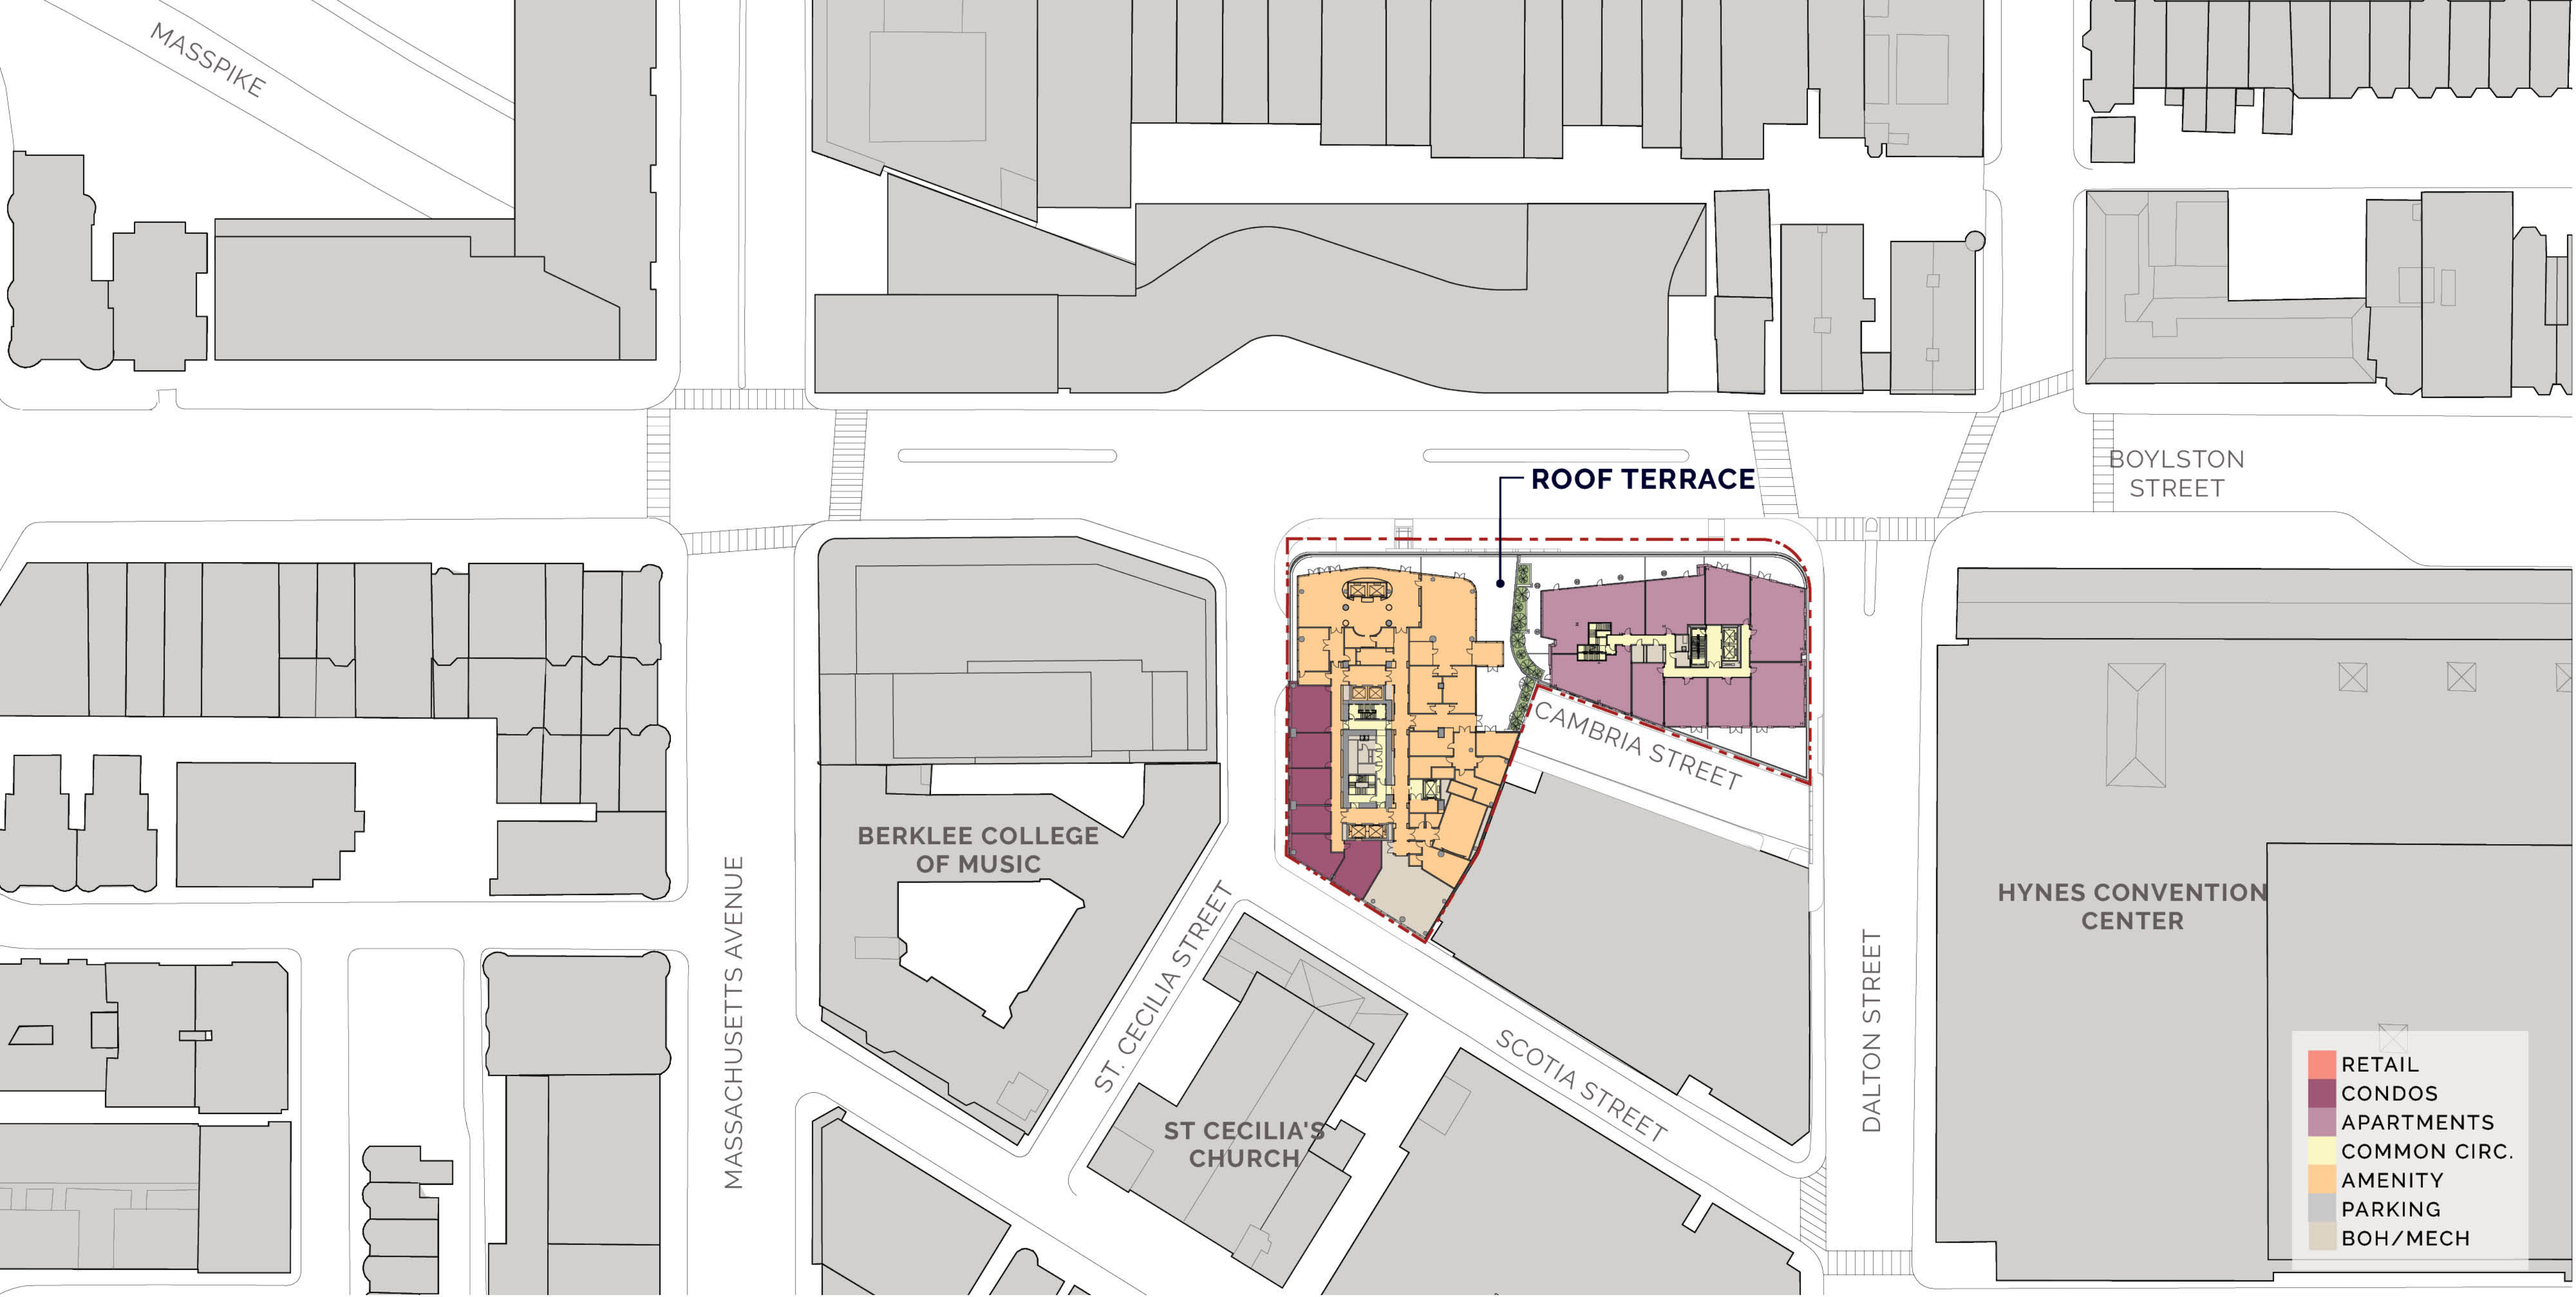 MASSPIKE
BOYLSTON
STREET
ROOF TERRACE
CAMBRIA STREET
BERKLEE COLLEGE
OF MUSIC
MASSACHUSETTS AVENUE
ST. CECILIA STREET
HYNES CONVENTION
CENTER
DALTON STREET
SCOTIA STREET
ST CECILIA'S
CHURCH
RETAIL
CONDOS
APARTMENTS
COMMON CIRC.
AMENITY
PARKING
BOH/MECH